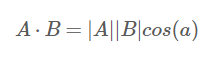 A · B = |A||B|cos(a)